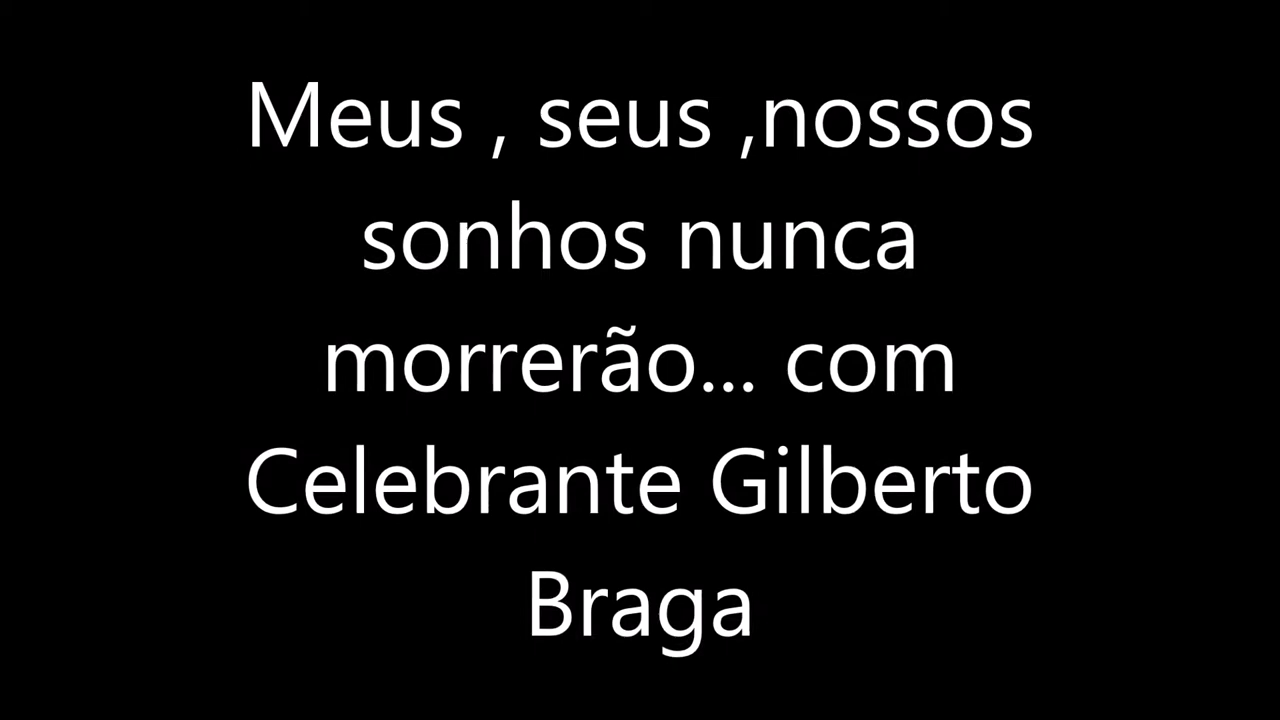 Meus , seus ,nossos
sonhos nunca
morrerão... com
Celebrante Gilberto
Braga